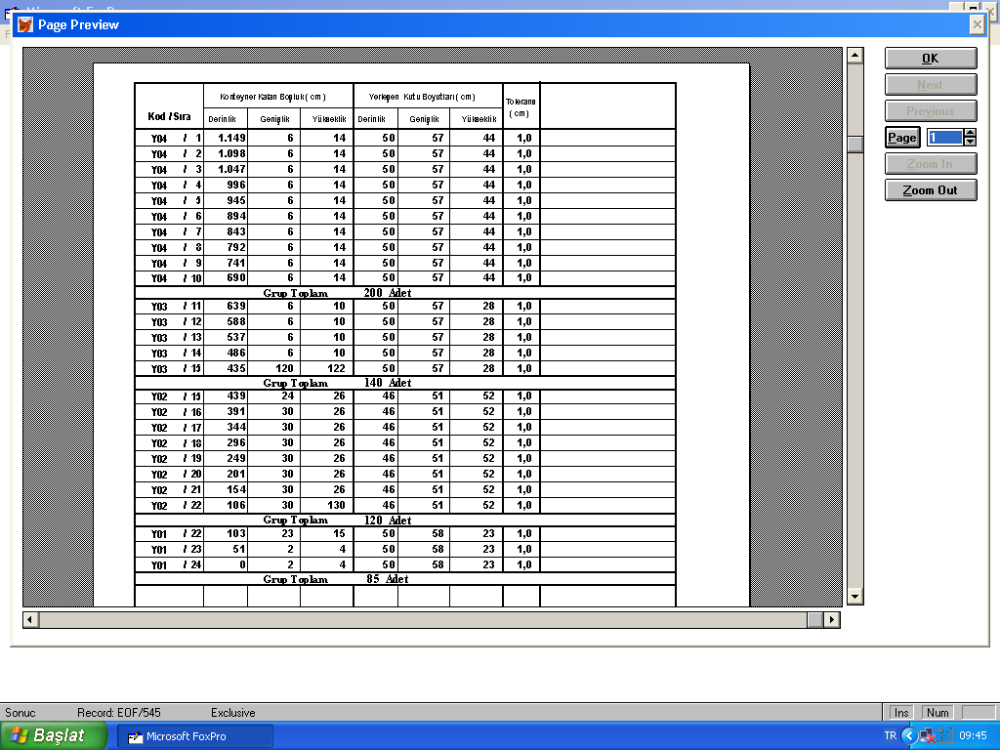 Microsoft FoxPro
Page Preview
OK
Next
Previous
Page 1
Zoom In
Zoom Out
Konteyner Kalan Boşluk ( cm ) Yerleşen Kutu Boyutları ( cm ) Tolerans ( cm )
Kod / Sıra Derinlik Genişlik Yükseklik Derinlik Genişlik Yükseklik
Y04 / 1 1.149 6 14 50 57 44 1,0
Y04 / 2 1.098 6 14 50 57 44 1,0
Y04 / 3 1.047 6 14 50 57 44 1,0
Y04 / 4 996 6 14 50 57 44 1,0
Y04 / 5 945 6 14 50 57 44 1,0
Y04 / 6 894 6 14 50 57 44 1,0
Y04 / 7 843 6 14 50 57 44 1,0
Y04 / 8 792 6 14 50 57 44 1,0
Y04 / 9 741 6 14 50 57 44 1,0
Y04 / 10 690 6 14 50 57 44 1,0
Grup Toplam 200 Adet
Y03 / 11 639 6 10 50 57 28 1,0
Y03 / 12 588 6 10 50 57 28 1,0
Y03 / 13 537 6 10 50 57 28 1,0
Y03 / 14 486 6 10 50 57 28 1,0
Y03 / 15 435 120 122 50 57 28 1,0
Grup Toplam 140 Adet
Y02 / 15 439 24 26 46 51 52 1,0
Y02 / 16 391 30 26 46 51 52 1,0
Y02 / 17 344 30 26 46 51 52 1,0
Y02 / 18 296 30 26 46 51 52 1,0
Y02 / 19 249 30 26 46 51 52 1,0
Y02 / 20 201 30 26 46 51 52 1,0
Y02 / 21 154 30 26 46 51 52 1,0
Y02 / 22 106 30 130 46 51 52 1,0
Grup Toplam 120 Adet
Y01 / 22 103 23 15 50 58 23 1,0
Y01 / 23 51 2 4 50 58 23 1,0
Y01 / 24 0 2 4 50 58 23 1,0
Grup Toplam 85 Adet
Sonuc Record: EOF/545 Exclusive Ins Num
Başlat Microsoft FoxPro TR 09:45